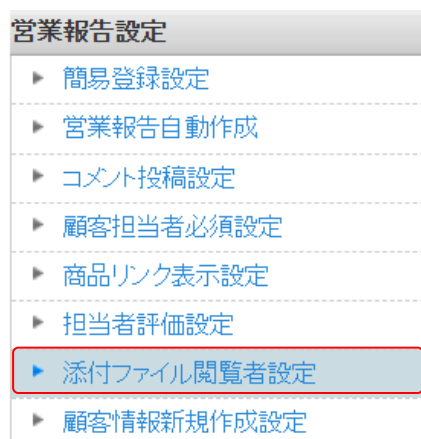 営業報告設定
簡易登録設定
営業報告自動作成
コメント投稿設定
顧客担当者必須設定
商品リンク表示設定
担当者評価設定
添付ファイル閲覧者設定
顧客情報新規作成設定